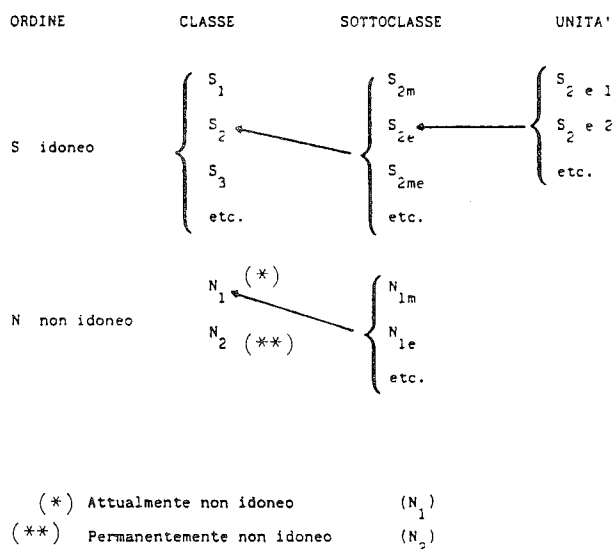 ORDINE CLASSE SOTTOCLASSE UNITA'
S₁ S₂ₘ S₂ e 1
S idoneo S₂ S₂ₑ S₂ e 2
S₃ S₂ₘₑ etc.
etc. etc.
N₁ (*) N₁ₘ
N non idoneo N₂ (**) N₁ₑ
etc.
(*) Attualmente non idoneo (N₁)
(**) Permanentemente non idoneo (N₂)